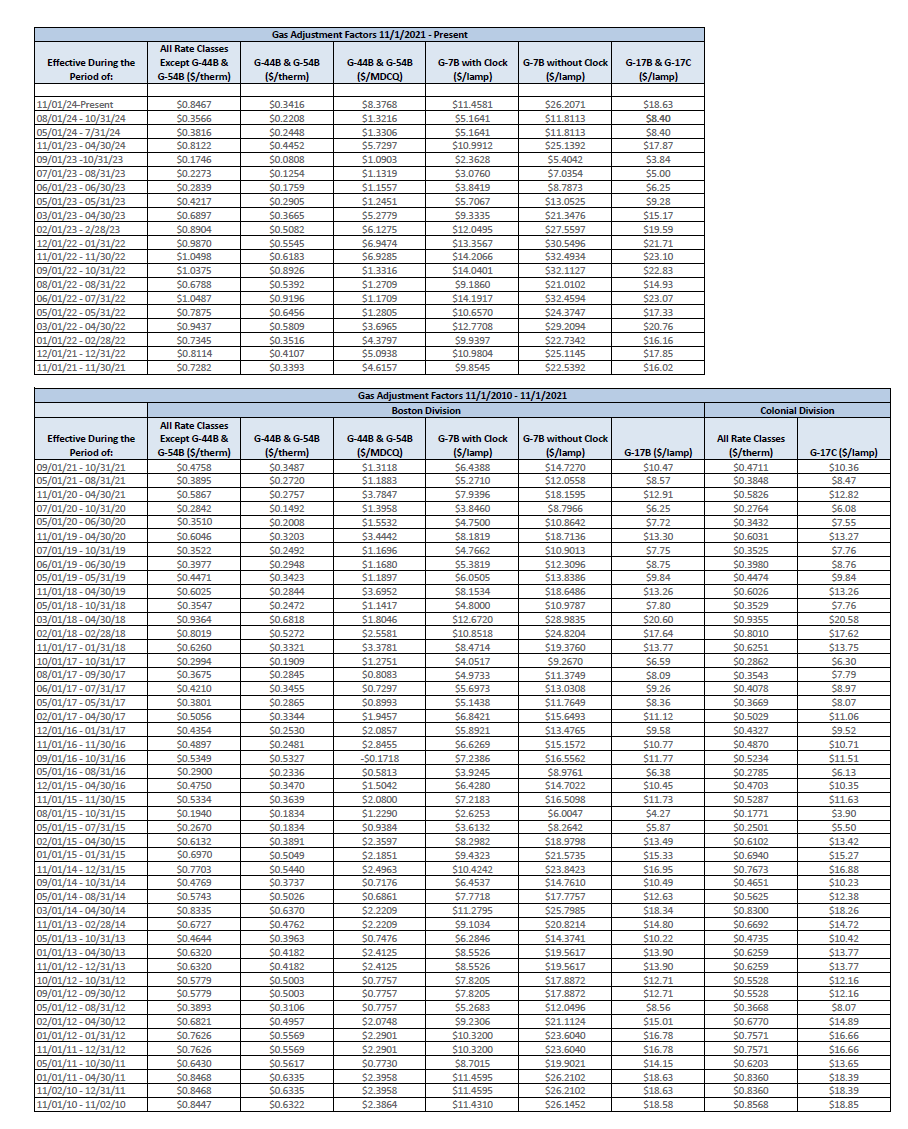 Gas Adjustment Factors 11/1/2021 - Present
Effective During the Period of: All Rate Classes Except G-44B & G-54B ($/therm) G-44B & G-54B ($/therm) G-44B & G-54B ($/MDCQ) G-7B with Clock ($/lamp) G-7B without Clock ($/lamp) G-17B & G-17C ($/lamp)
11/01/24-Present $0.8467 $0.3416 $8.3768 $11.4581 $26.2071 $18.63
08/01/24 - 10/31/24 $0.3566 $0.2208 $1.3216 $5.1641 $11.8113 $8.40
05/01/24 - 7/31/24 $0.3816 $0.2448 $1.3306 $5.1641 $11.8113 $8.40
11/01/23 - 04/30/24 $0.8122 $0.4452 $5.7297 $10.9912 $25.1392 $17.87
09/01/23 -10/31/23 $0.1746 $0.0808 $1.0903 $2.3628 $5.4042 $3.84
07/01/23 - 08/31/23 $0.2273 $0.1254 $1.1319 $3.0760 $7.0354 $5.00
06/01/23 - 06/30/23 $0.2839 $0.1759 $1.1557 $3.8419 $8.7873 $6.25
05/01/23 - 05/31/23 $0.4217 $0.2905 $1.2451 $5.7067 $13.0525 $9.28
03/01/23 - 04/30/23 $0.6897 $0.3665 $5.2779 $9.3335 $21.3476 $15.17
02/01/23 - 2/28/23 $0.8904 $0.5082 $6.1275 $12.0495 $27.5597 $19.59
12/01/22 - 01/31/22 $0.9870 $0.5545 $6.9474 $13.3567 $30.5496 $21.71
11/01/22 - 11/30/22 $1.0498 $0.6183 $6.9285 $14.2066 $32.4934 $23.10
09/01/22 - 10/31/22 $1.0375 $0.8926 $1.3316 $14.0401 $32.1127 $22.83
08/01/22 - 08/31/22 $0.6788 $0.5392 $1.2709 $9.1860 $21.0102 $14.93
06/01/22 - 07/31/22 $1.0487 $0.9196 $1.1709 $14.1917 $32.4594 $23.07
05/01/22 - 05/31/22 $0.7875 $0.6456 $1.2805 $10.6570 $24.3747 $17.33
03/01/22 - 04/30/22 $0.9437 $0.5809 $3.6965 $12.7708 $29.2094 $20.76
01/01/22 - 02/28/22 $0.7345 $0.3516 $4.3797 $9.9397 $22.7342 $16.16
12/01/21 - 12/31/22 $0.8114 $0.4107 $5.0938 $10.9804 $25.1145 $17.85
11/01/21 - 11/30/21 $0.7282 $0.3393 $4.6157 $9.8545 $22.5392 $16.02
Gas Adjustment Factors 11/1/2010 - 11/1/2021
Boston Division Colonial Division
Effective During the Period of: All Rate Classes Except G-44B & G-54B ($/therm) G-44B & G-54B ($/therm) G-44B & G-54B ($/MDCQ) G-7B with Clock ($/lamp) G-7B without Clock ($/lamp) G-17B ($/lamp) All Rate Classes ($/therm) G-17C ($/lamp)
09/01/21 - 10/31/21 $0.4758 $0.3487 $1.3118 $6.4388 $14.7270 $10.47 $0.4711 $10.36
05/01/21 - 08/31/21 $0.3895 $0.2720 $1.1883 $5.2710 $12.0558 $8.57 $0.3848 $8.47
11/01/20 - 04/30/21 $0.5867 $0.2757 $3.7847 $7.9396 $18.1595 $12.91 $0.5826 $12.82
07/01/20 - 10/31/20 $0.2842 $0.1492 $1.3958 $3.8460 $8.7966 $6.25 $0.2764 $6.08
05/01/20 - 06/30/20 $0.3510 $0.2008 $1.5532 $4.7500 $10.8642 $7.72 $0.3432 $7.55
11/01/19 - 04/30/20 $0.6046 $0.3203 $3.4442 $8.1819 $18.7136 $13.30 $0.6031 $13.27
07/01/19 - 10/31/19 $0.3522 $0.2492 $1.1696 $4.7662 $10.9013 $7.75 $0.3525 $7.76
06/01/19 - 06/30/19 $0.3977 $0.2948 $1.1680 $5.3819 $12.3096 $8.75 $0.3980 $8.76
05/01/19 - 05/31/19 $0.4471 $0.3423 $1.1897 $6.0505 $13.8386 $9.84 $0.4474 $9.84
11/01/18 - 04/30/19 $0.6025 $0.2844 $3.6952 $8.1534 $18.6486 $13.26 $0.6026 $13.26
05/01/18 - 10/31/18 $0.3547 $0.2472 $1.1417 $4.8000 $10.9787 $7.80 $0.3529 $7.76
03/01/18 - 04/30/18 $0.9364 $0.6818 $1.8046 $12.6720 $28.9835 $20.60 $0.9355 $20.58
02/01/18 - 02/28/18 $0.8019 $0.5272 $2.5581 $10.8518 $24.8204 $17.64 $0.8010 $17.62
11/01/17 - 01/31/18 $0.6260 $0.3321 $3.3781 $8.4714 $19.3760 $13.77 $0.6251 $13.75
10/01/17 - 10/31/17 $0.2994 $0.1909 $1.2751 $4.0517 $9.2670 $6.59 $0.2862 $6.30
08/01/17 - 09/30/17 $0.3675 $0.2845 $0.8083 $4.9733 $11.3749 $8.09 $0.3543 $7.79
06/01/17 - 07/31/17 $0.4210 $0.3455 $0.7297 $5.6973 $13.0308 $9.26 $0.4078 $8.97
05/01/17 - 05/31/17 $0.3801 $0.2865 $0.8993 $5.1438 $11.7649 $8.36 $0.3669 $8.07
02/01/17 - 04/30/17 $0.5056 $0.3344 $1.9457 $6.8421 $15.6493 $11.12 $0.5029 $11.06
12/01/16 - 01/31/17 $0.4354 $0.2530 $2.0857 $5.8921 $13.4765 $9.58 $0.4327 $9.52
11/01/16 - 11/30/16 $0.4897 $0.2481 $2.8455 $6.6269 $15.1572 $10.77 $0.4870 $10.71
09/01/16 - 10/31/16 $0.5349 $0.5327 -$0.1718 $7.2386 $16.5562 $11.77 $0.5234 $11.51
05/01/16 - 08/31/16 $0.2900 $0.2336 $0.5813 $3.9245 $8.9761 $6.38 $0.2785 $6.13
12/01/15 - 04/30/16 $0.4750 $0.3470 $1.5042 $6.4280 $14.7022 $10.45 $0.4703 $10.35
11/01/15 - 11/30/15 $0.5334 $0.3639 $2.0800 $7.2183 $16.5098 $11.73 $0.5287 $11.63
08/01/15 - 10/31/15 $0.1940 $0.1834 $1.2290 $2.6253 $6.0047 $4.27 $0.1771 $3.90
05/01/15 - 07/31/15 $0.2670 $0.1834 $0.9384 $3.6132 $8.2642 $5.87 $0.2501 $5.50
02/01/15 - 04/30/15 $0.6132 $0.3891 $2.3597 $8.2982 $18.9798 $13.49 $0.6102 $13.42
01/01/15 - 01/31/15 $0.6970 $0.5049 $2.1851 $9.4323 $21.5735 $15.33 $0.6940 $15.27
11/01/14 - 12/31/15 $0.7703 $0.5440 $2.4963 $10.4242 $23.8423 $16.95 $0.7673 $16.88
09/01/14 - 10/31/14 $0.4769 $0.3737 $0.7176 $6.4537 $14.7610 $10.49 $0.4651 $10.23
05/01/14 - 08/31/14 $0.5743 $0.5026 $0.6861 $7.7718 $17.7757 $12.63 $0.5625 $12.38
03/01/14 - 04/30/14 $0.8335 $0.6370 $2.2209 $11.2795 $25.7985 $18.34 $0.8300 $18.26
11/01/13 - 02/28/14 $0.6727 $0.4762 $2.2209 $9.1034 $20.8214 $14.80 $0.6692 $14.72
05/01/13 - 10/31/13 $0.4644 $0.3963 $0.7476 $6.2846 $14.3741 $10.22 $0.4735 $10.42
01/01/13 - 04/30/13 $0.6320 $0.4182 $2.4125 $8.5526 $19.5617 $13.90 $0.6259 $13.77
11/01/12 - 12/31/13 $0.6320 $0.4182 $2.4125 $8.5526 $19.5617 $13.90 $0.6259 $13.77
10/01/12 - 10/31/12 $0.5779 $0.5003 $0.7757 $7.8205 $17.8872 $12.71 $0.5528 $12.16
09/01/12 - 09/30/12 $0.5779 $0.5003 $0.7757 $7.8205 $17.8872 $12.71 $0.5528 $12.16
05/01/12 - 08/31/12 $0.3893 $0.3106 $0.7757 $5.2683 $12.0496 $8.56 $0.3668 $8.07
02/01/12 - 04/30/12 $0.6821 $0.4957 $2.0748 $9.2306 $21.1124 $15.01 $0.6770 $14.89
01/01/12 - 01/31/12 $0.7626 $0.5569 $2.2901 $10.3200 $23.6040 $16.78 $0.7571 $16.66
11/01/11 - 12/31/12 $0.7626 $0.5569 $2.2901 $10.3200 $23.6040 $16.78 $0.7571 $16.66
05/01/11 - 10/30/11 $0.6430 $0.5617 $0.7730 $8.7015 $19.9021 $14.15 $0.6203 $13.65
01/01/11 - 04/30/11 $0.8468 $0.6335 $2.3958 $11.4595 $26.2102 $18.63 $0.8360 $18.39
11/02/10 - 12/31/11 $0.8468 $0.6335 $2.3958 $11.4595 $26.2102 $18.63 $0.8360 $18.39
11/01/10 - 11/02/10 $0.8447 $0.6322 $2.3864 $11.4310 $26.1452 $18.58 $0.8568 $18.85